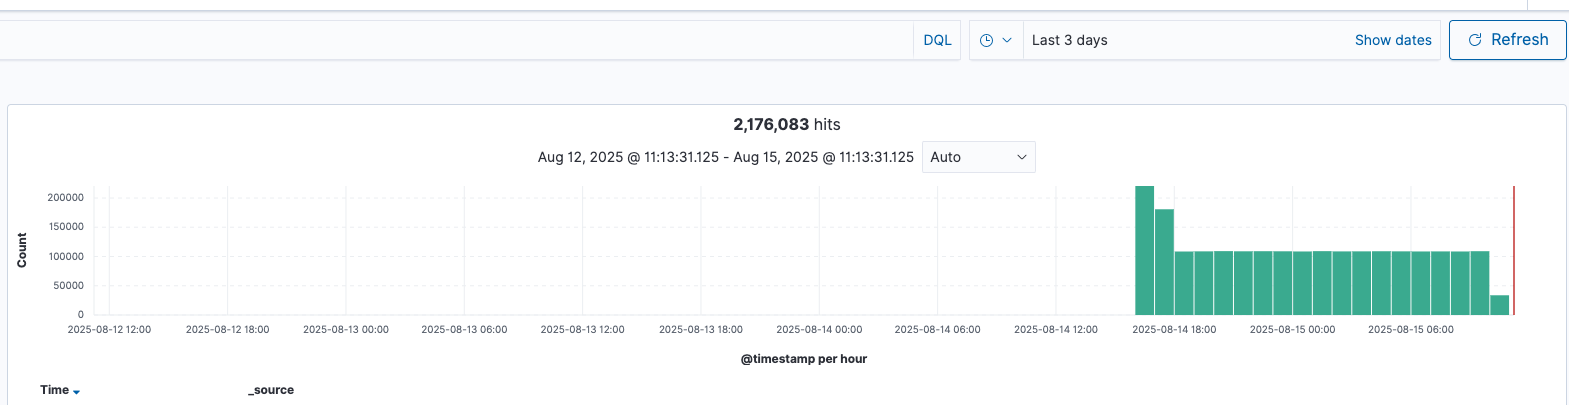 DQL
Last 3 days
Show dates
Refresh
2,176,083 hits
Aug 12, 2025 @ 11:13:31.125 - Aug 15, 2025 @ 11:13:31.125
Auto
Count
200000
150000
100000
50000
0
2025-08-12 12:00
2025-08-12 18:00
2025-08-13 00:00
2025-08-13 06:00
2025-08-13 12:00
2025-08-13 18:00
2025-08-14 00:00
2025-08-14 06:00
2025-08-14 12:00
2025-08-14 18:00
2025-08-15 00:00
2025-08-15 06:00
@timestamp per hour
Time
_source